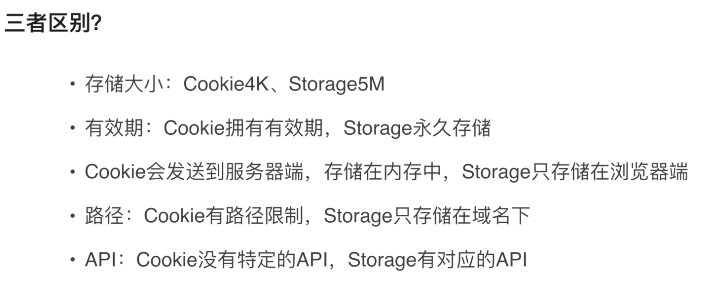 三者区别?
• 存储大小：Cookie4K、Storage5M
• 有效期：Cookie拥有有效期，Storage永久存储
• Cookie会发送到服务器端，存储在内存中，Storage只存储在浏览器端
• 路径：Cookie有路径限制，Storage只存储在域名下
• API：Cookie没有特定的API，Storage有对应的API